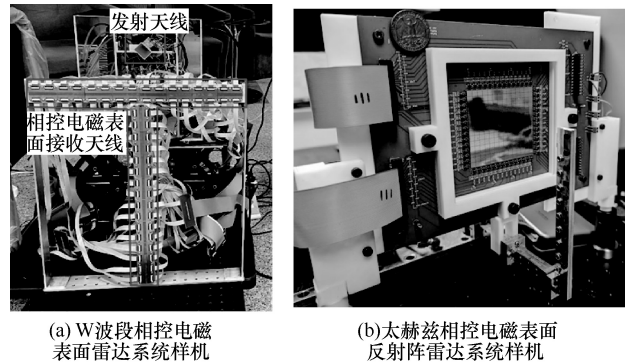 发射天线
相控电磁表
面接收天线
(a) W波段相控电磁
表面雷达系统样机
(b)太赫兹相控电磁表面
反射阵雷达系统样机